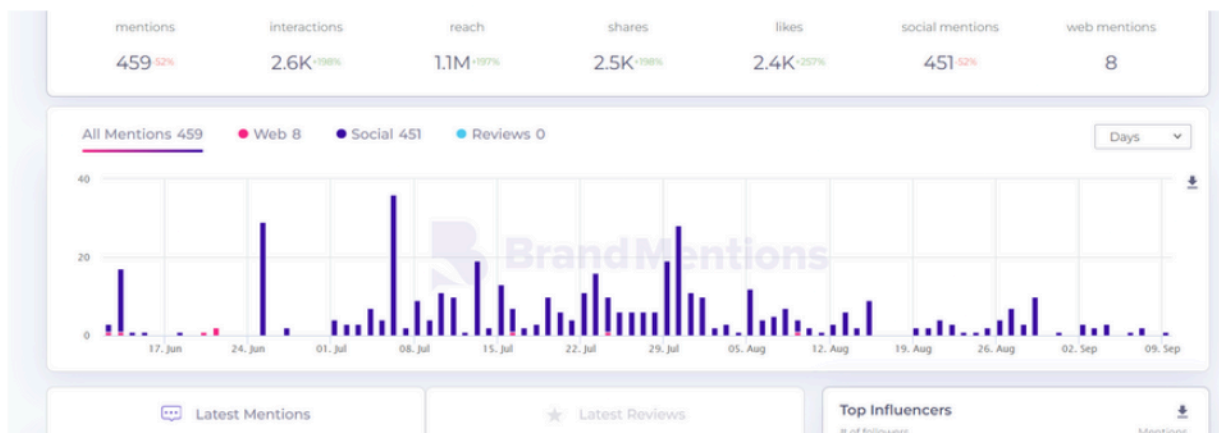 mentions interactions reach shares likes social mentions web mentions
459 -52% 2.6K +198% 1.1M +197% 2.5K +198% 2.4K +257% 451 -52% 8
All Mentions 459 Web 8 Social 451 Reviews 0 Days
40
BrandMentions
20
0
17. Jun 24. Jun 01. Jul 08. Jul 15. Jul 22. Jul 29. Jul 05. Aug 12. Aug 19. Aug 26. Aug 02. Sep 09. Sep
Latest Mentions Latest Reviews Top Influencers
# of followers Mentions